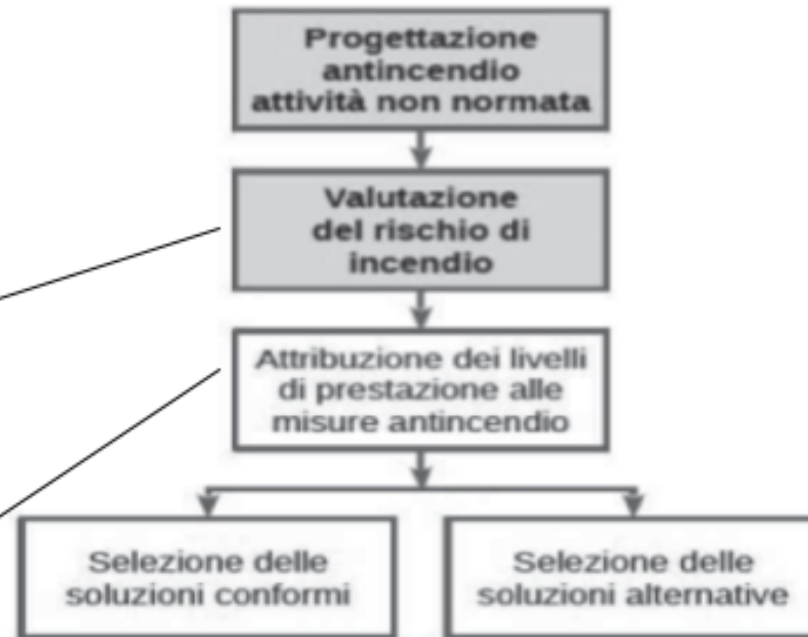 Progettazione
antincendio
attività non normata
Valutazione
del rischio di
incendio
Attribuzione dei livelli
di prestazione alle
misure antincendio
Selezione delle
soluzioni conformi
Selezione delle
soluzioni alternative